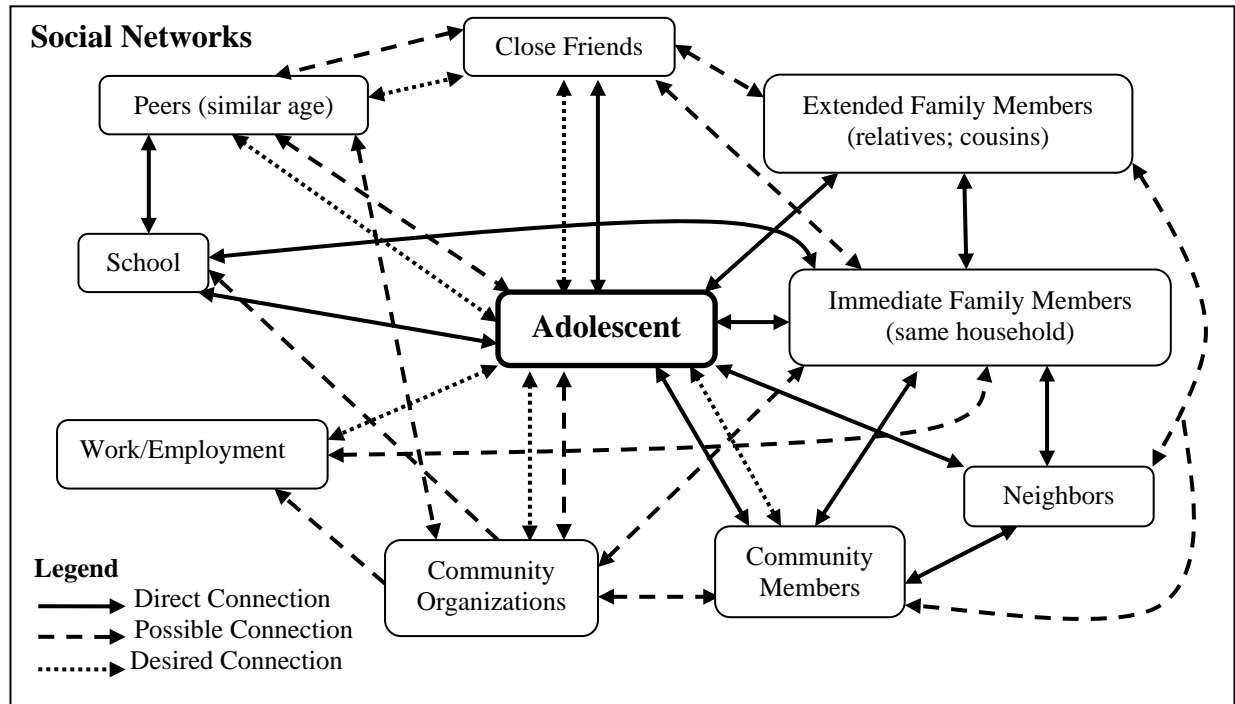 Social Networks
Close Friends
Peers (similar age)
Extended Family Members
(relatives; cousins)
School
Immediate Family Members
(same household)
Adolescent
Work/Employment
Neighbors
Community
Organizations
Community
Members
Legend
Direct Connection
Possible Connection
Desired Connection